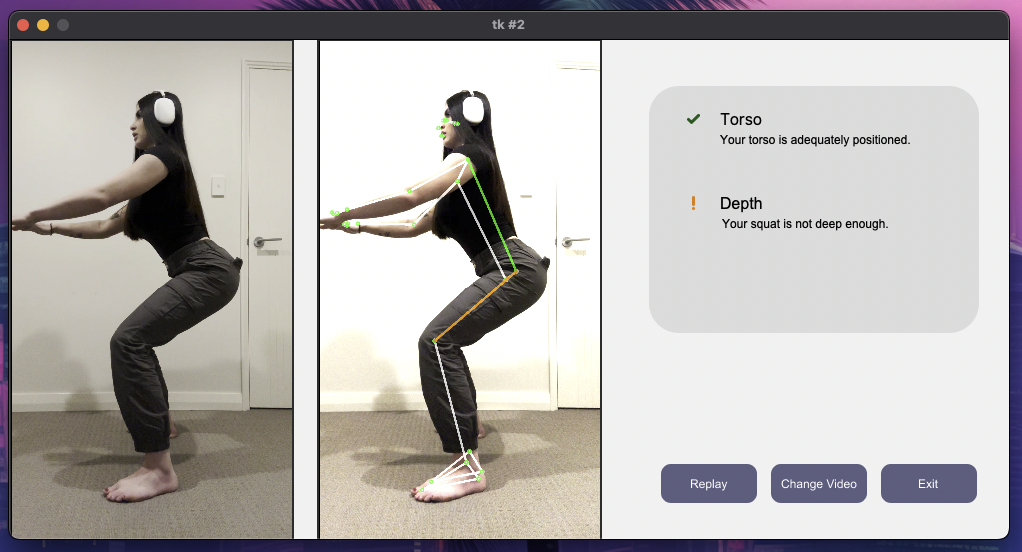 tk #2
Torso
Your torso is adequately positioned.
Depth
Your squat is not deep enough.
Replay
Change Video
Exit